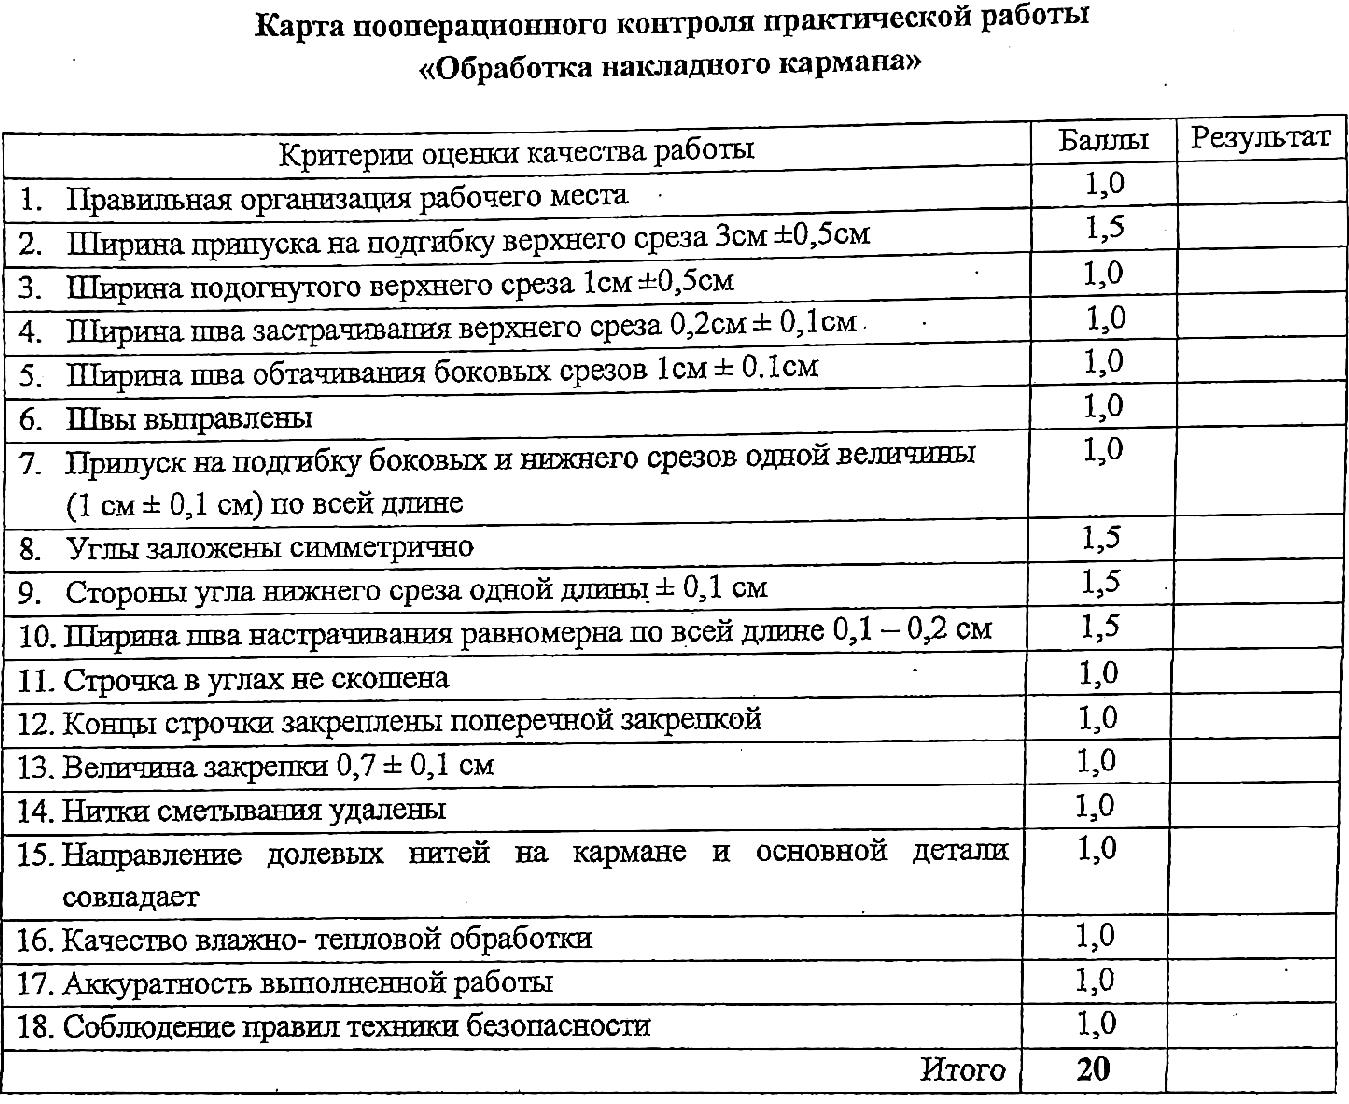 Карта пооперационного контроля практической работы
«Обработка накладного кармана»
Критерии оценки качества работы Баллы Результат
1. Правильная организация рабочего места 1,0
2. Ширина припуска на подгибку верхнего среза 3см ±0,5см 1,5
3. Ширина подогнутого верхнего среза 1см ±0,5см 1,0
4. Ширина шва застрачивания верхнего среза 0,2см ± 0,1см. 1,0
5. Ширина шва обтачивания боковых срезов 1см ± 0.1см 1,0
6. Швы выправлены 1,0
7. Припуск на подгибку боковых и нижнего срезов одной величины 1,0
(1 см ± 0,1 см) по всей длине
8. Углы заложены симметрично 1,5
9. Стороны угла нижнего среза одной длины ± 0,1 см 1,5
10. Ширина шва настрачивания равномерна по всей длине 0,1 – 0,2 см 1,5
11. Строчка в углах не скошена 1,0
12. Концы строчки закреплены поперечной закрепкой 1,0
13. Величина закрепки 0,7 ± 0,1 см 1,0
14. Нитки сметывания удалены 1,0
15. Направление долевых нитей на кармане и основной детали 1,0
совпадает
16. Качество влажно- тепловой обработки 1,0
17. Аккуратность выполненной работы 1,0
18. Соблюдение правил техники безопасности 1,0
Итого 20